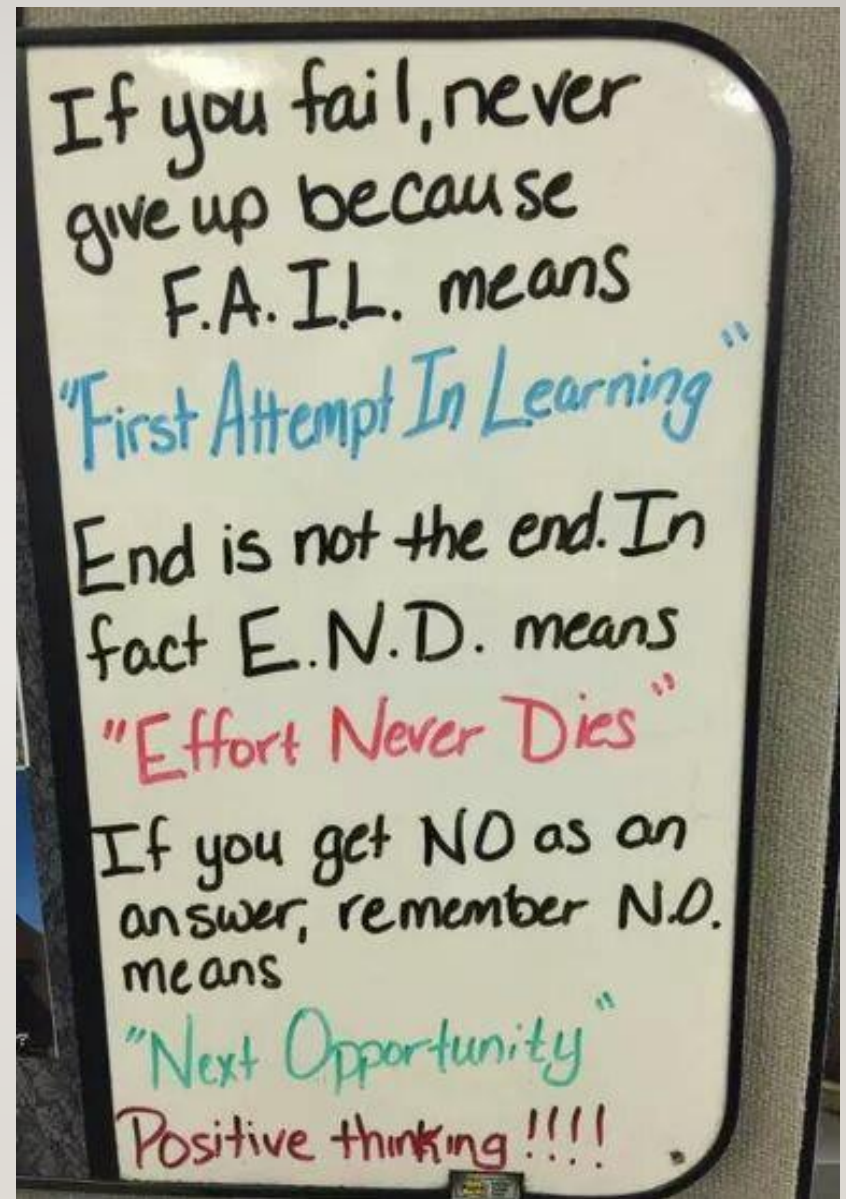 If you fail, never
give up because
F.A.I.L. means
"First Attempt In Learning"
End is not the end. In
fact E.N.D. means
"Effort Never Dies"
If you get NO as an
answer, remember N.O.
means
"Next Opportunity"
Positive thinking!!!!